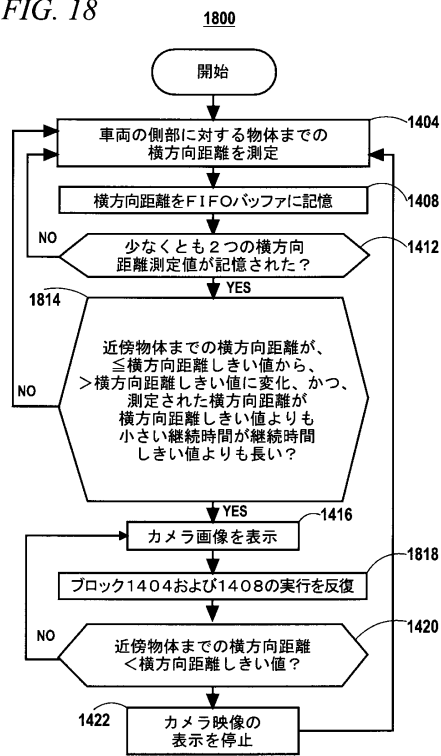 FIG. 18
1800
開始
1404
車両の側部に対する物体までの
横方向距離を測定
1408
横方向距離をFIFOバッファに記憶
NO
1412
少なくとも2つの横方向
距離測定値が記憶された?
1814
YES
近傍物体までの横方向距離が、
≦横方向距離しきい値から、
>横方向距離しきい値に変化、かつ、
測定された横方向距離が
横方向距離しきい値よりも
小さい継続時間が継続時間
しきい値よりも長い?
NO
YES
1416
カメラ画像を表示
1818
ブロック1404および1408の実行を反復
NO
1420
近傍物体までの横方向距離
<横方向距離しきい値?
1422
カメラ映像の
表示を停止